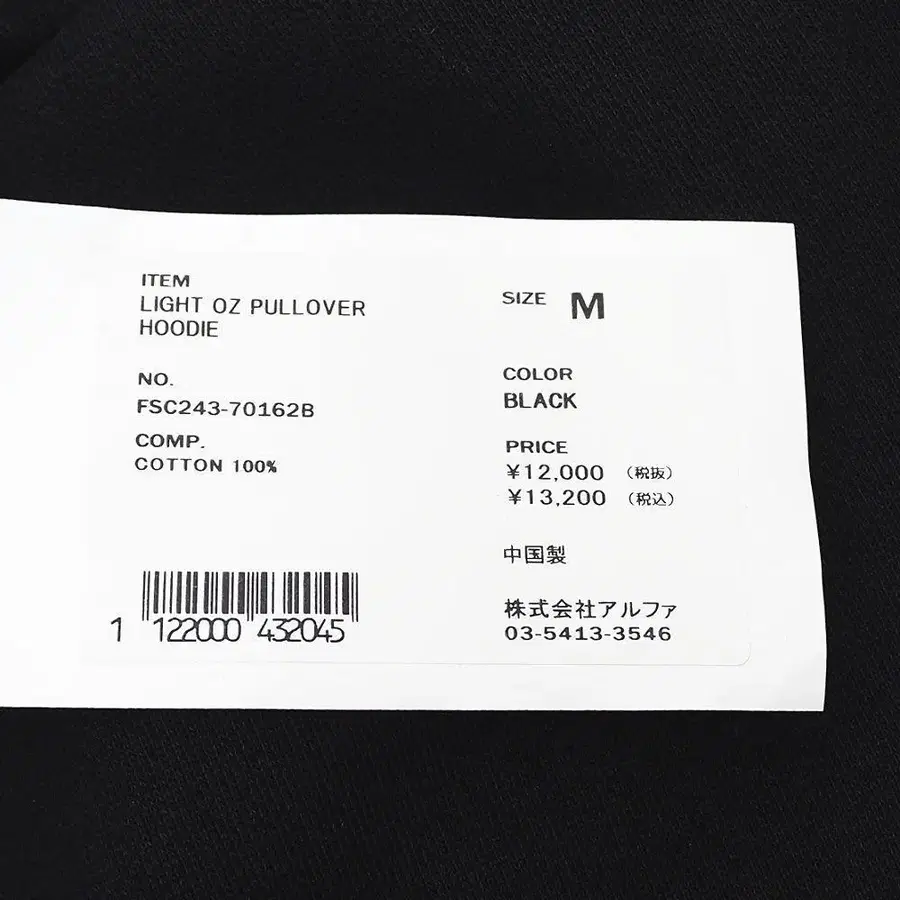 ITEM
LIGHT OZ PULLOVER
HOODIE
NO.
FSC243-70162B
COMP.
COTTON 100%
1 122000 432045
SIZE M
COLOR
BLACK
PRICE
¥12,000 (税抜)
¥13,200 (税込)
中国製
株式会社アルファ
03-5413-3546